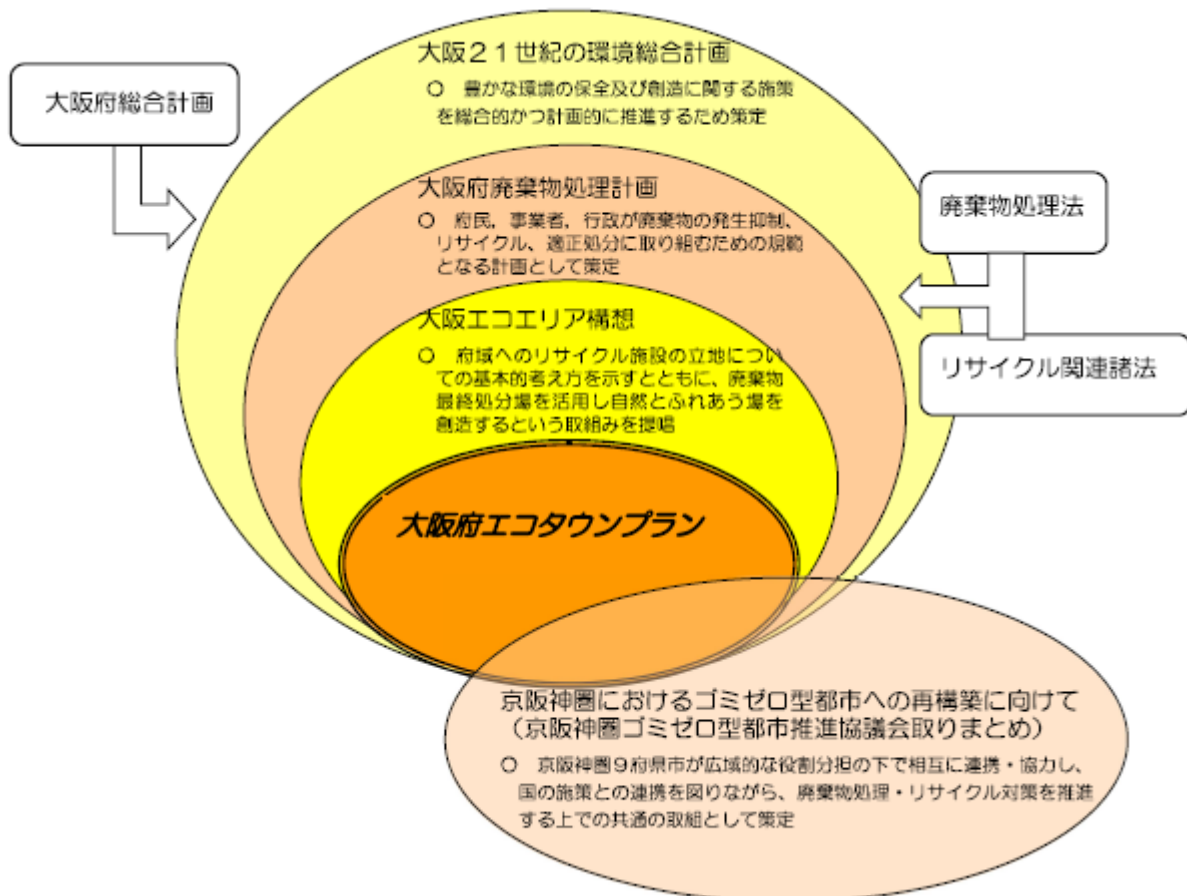 大阪２１世紀の環境総合計画
○　豊かな環境の保全及び創造に関する施策
を総合的かつ計画的に推進するため策定
大阪府総合計画
大阪府廃棄物処理計画
○　府民、事業者、行政が廃棄物の発生抑制、
リサイクル、適正処分に取り組むための規範
となる計画として策定
廃棄物処理法
大阪エコエリア構想
○　府域へのリサイクル施設の立地につい
ての基本的考え方を示すとともに、廃棄物
最終処分場を活用し自然とふれあう場を
創造するという取組みを提唱
リサイクル関連諸法
大阪府エコタウンプラン
京阪神圏におけるゴミゼロ型都市への再構築に向けて
（京阪神圏ゴミゼロ型都市推進協議会取りまとめ）
○　京阪神圏９府県市が広域的な役割分担の下で相互に連携・協力し、
国の施策との連携を図りながら、廃棄物処理・リサイクル対策を推進
する上での共通の取組として策定